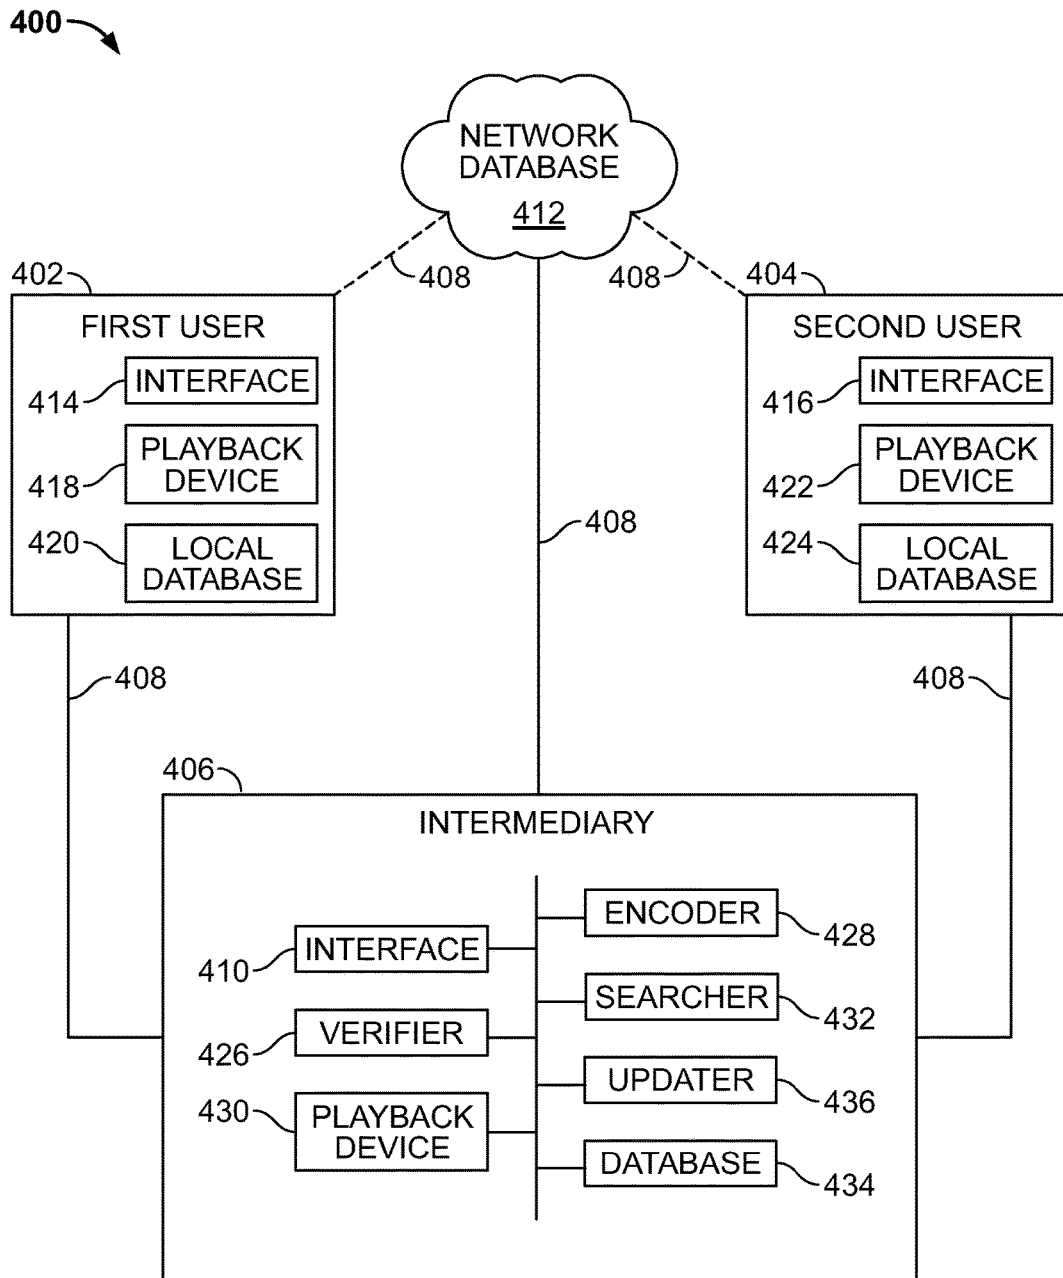 400
NETWORK
DATABASE
412
408
408
402
404
FIRST USER
INTERFACE
414
PLAYBACK
DEVICE
418
LOCAL
DATABASE
420
SECOND USER
INTERFACE
416
PLAYBACK
DEVICE
422
LOCAL
DATABASE
424
408
408
408
406
INTERMEDIARY
INTERFACE
410
VERIFIER
426
PLAYBACK
DEVICE
430
ENCODER
428
SEARCHER
432
UPDATER
436
DATABASE
434